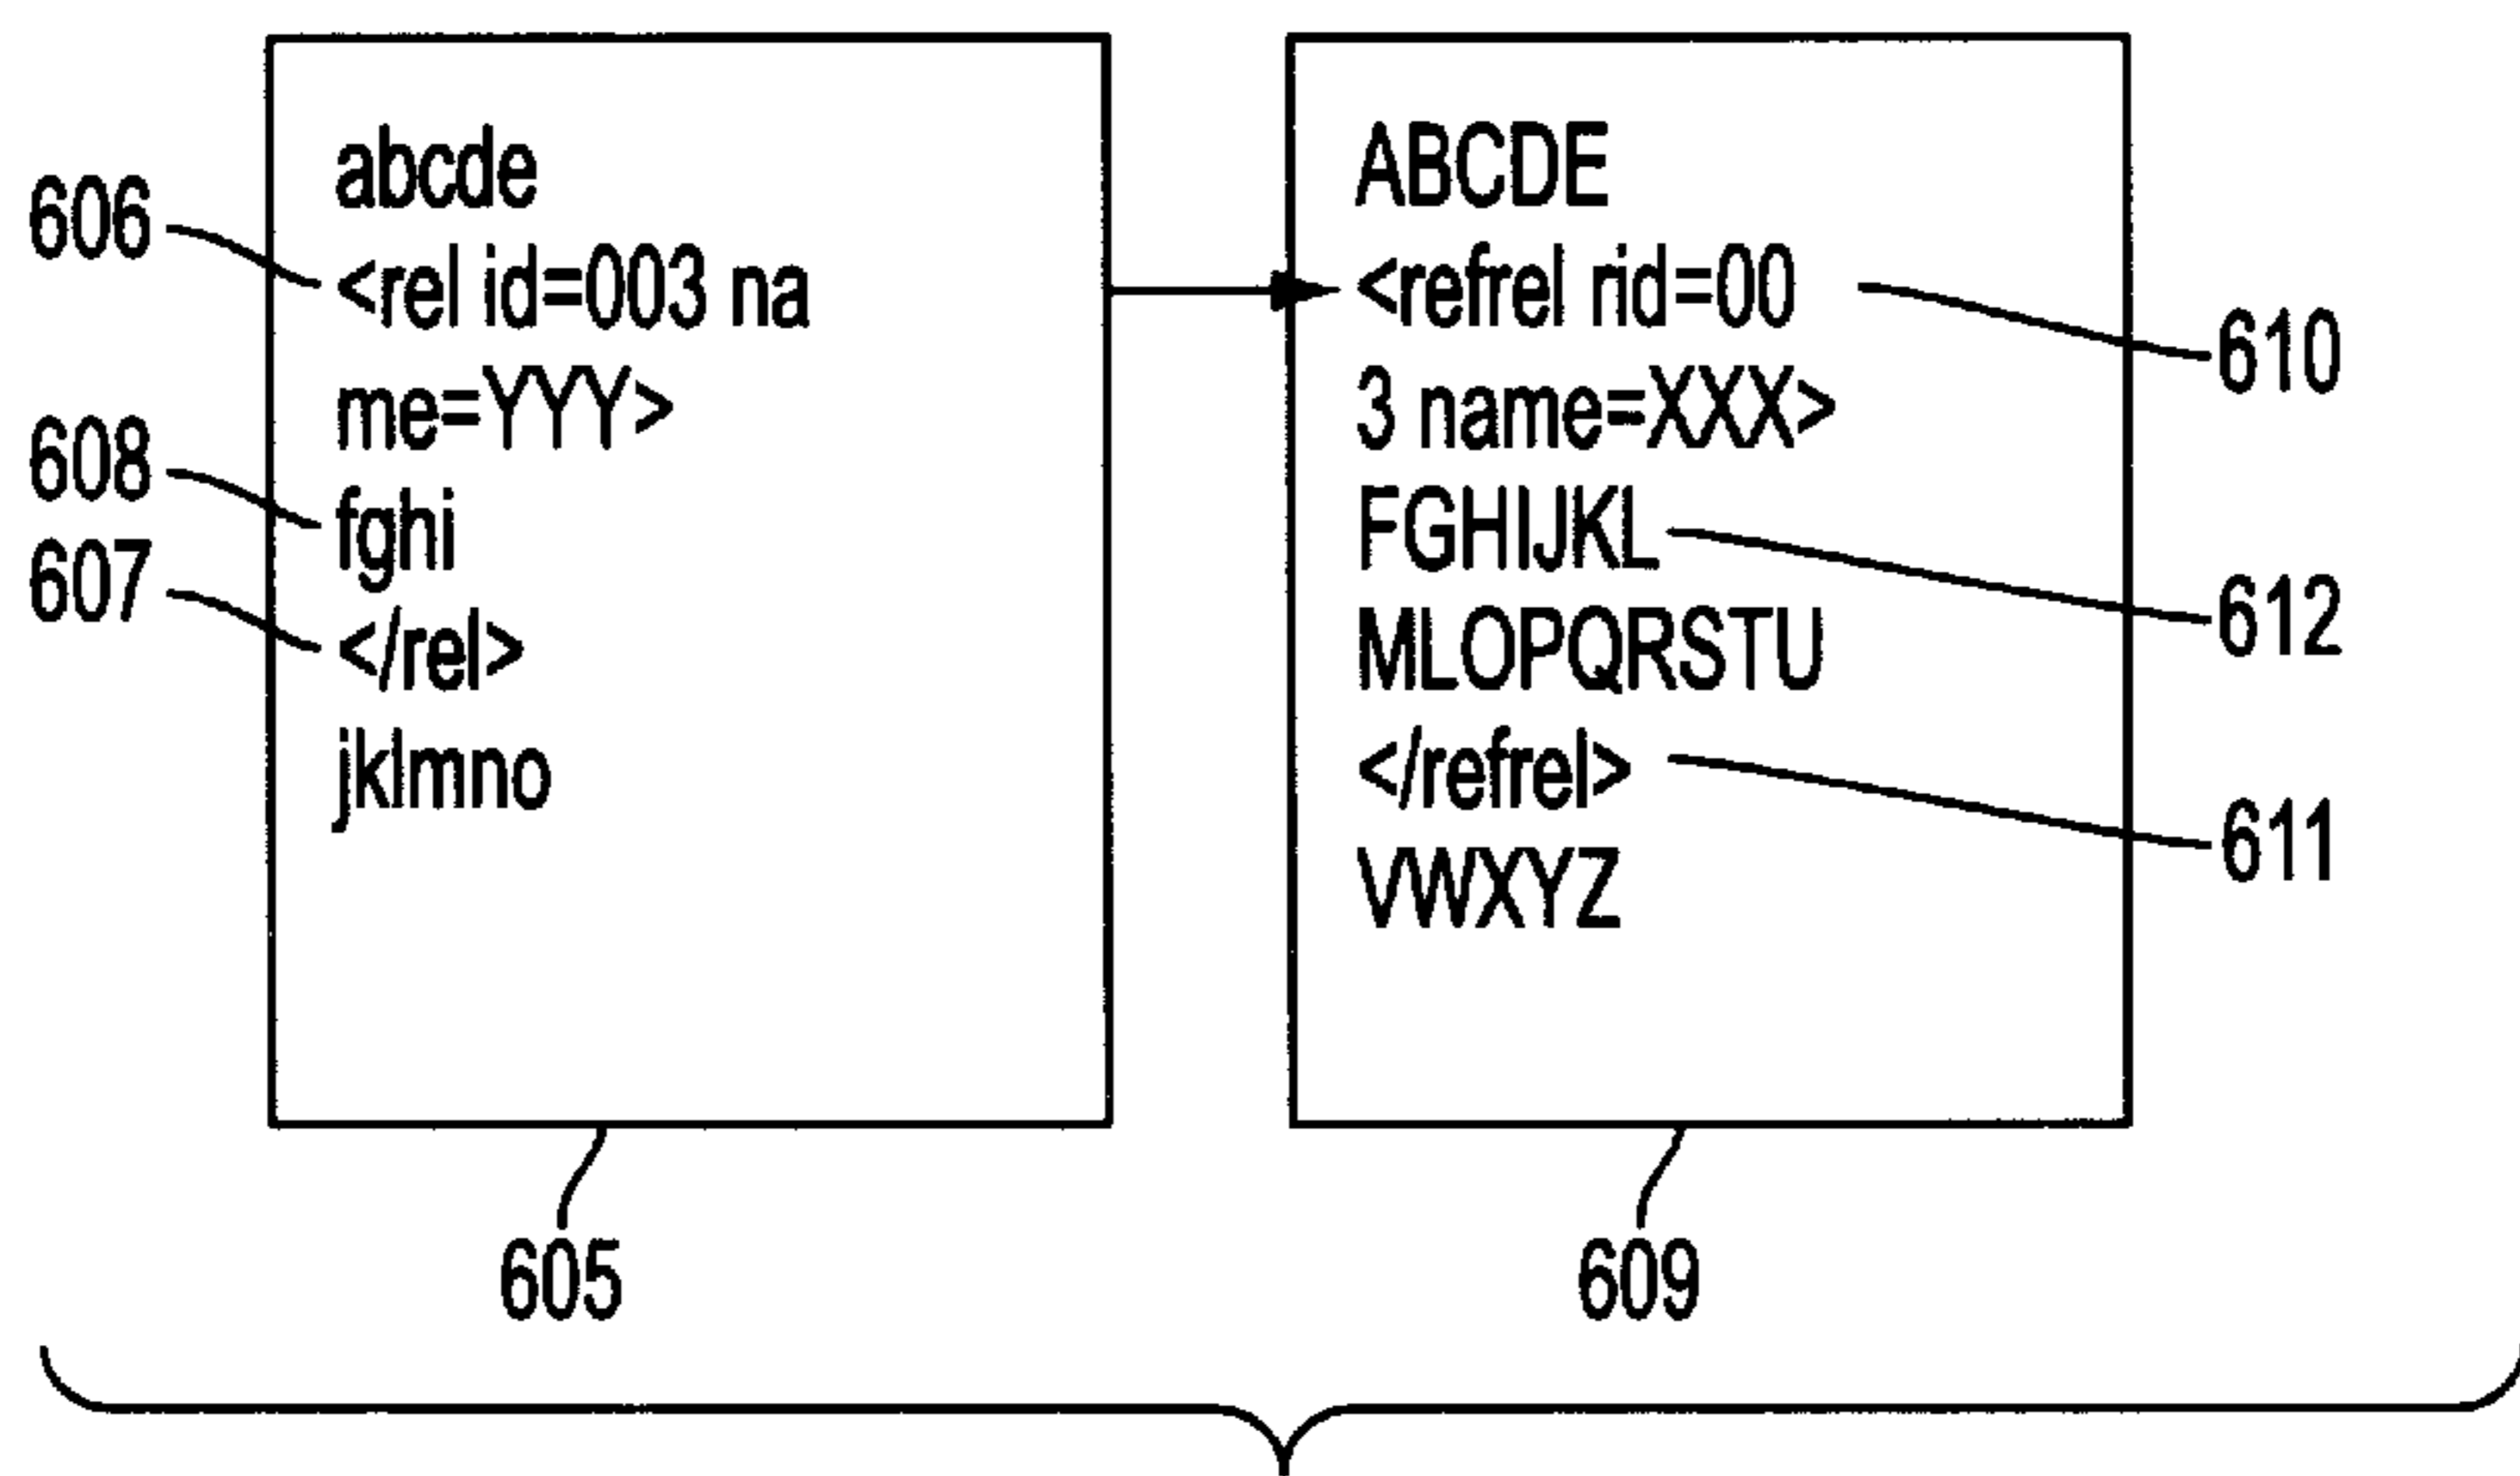 606
608
607
abcde
<rel id=003 na
me=YYY>
fghi
</rel>
jklmno
605
ABCDE
<refrel rid=00
3 name=XXX>
FGHIJKL
MLOPQRSTU
</refrel>
VWXYZ
610
612
611
609